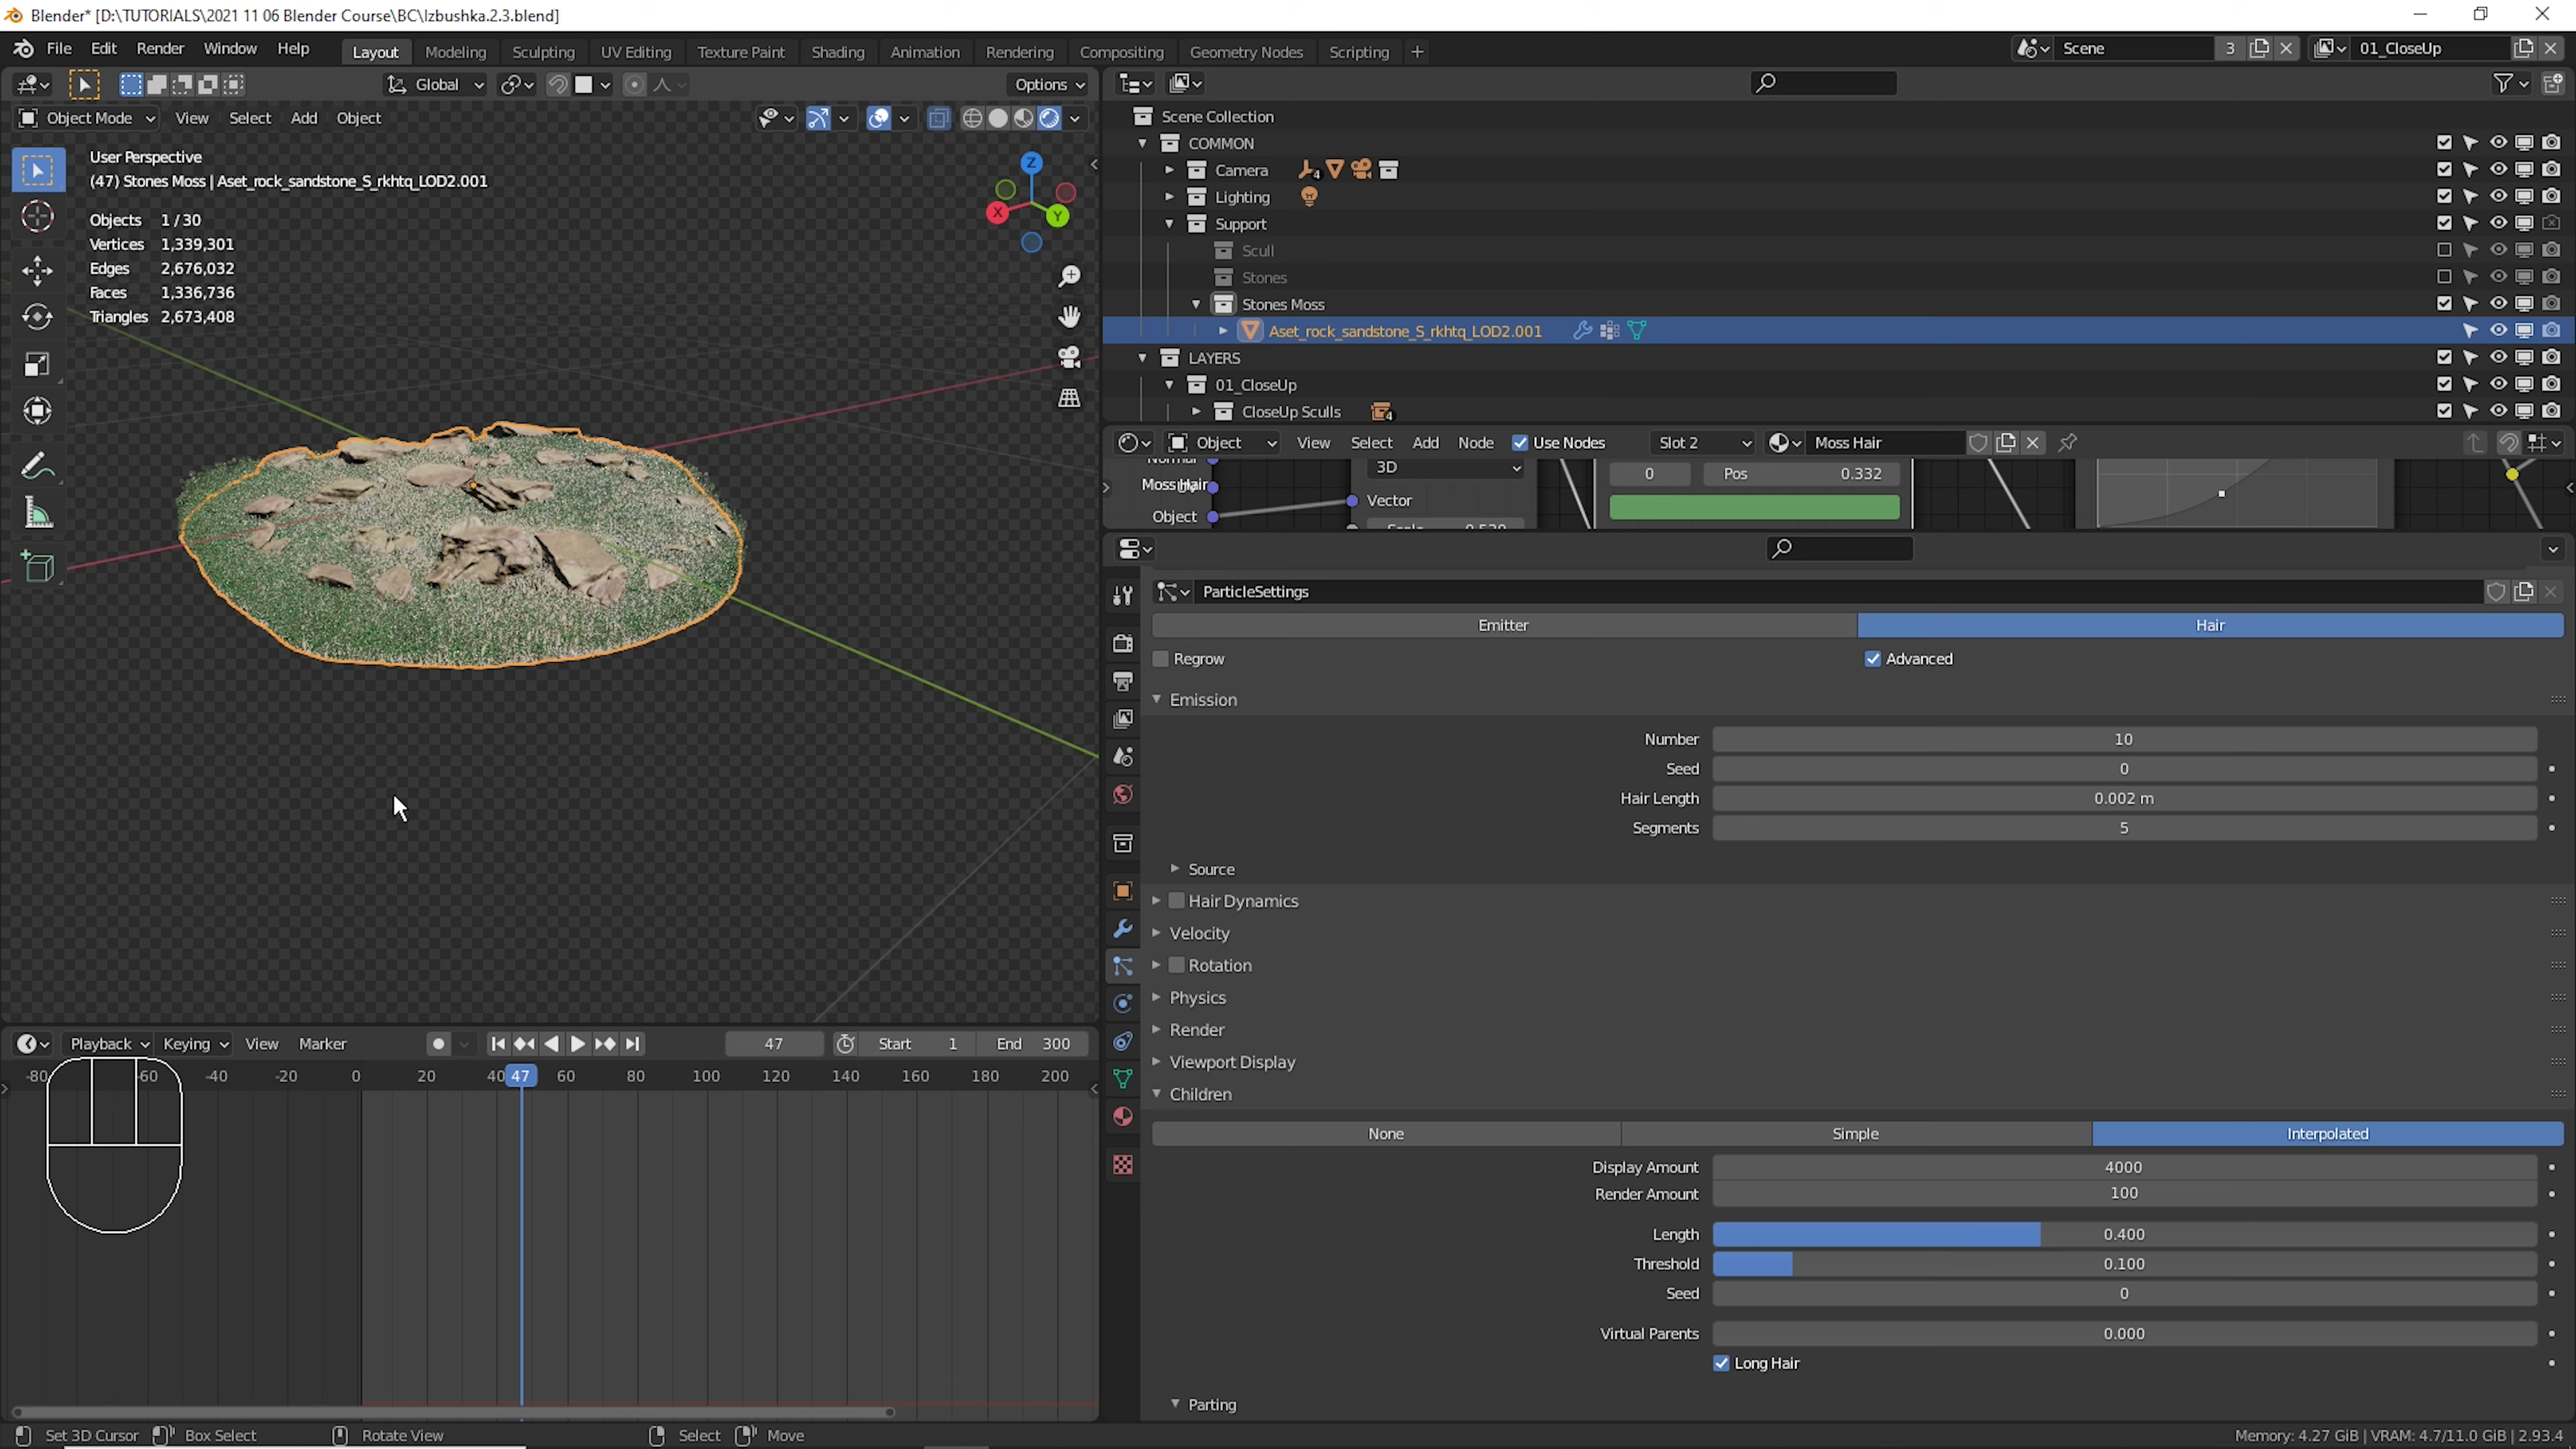 Blender* [D:\TUTORIALS\2021 11 06 Blender Course\BC\Izbushka.2.3.blend]
File Edit Render Window Help Layout Modeling Sculpting UV Editing Texture Paint Shading Animation Rendering Compositing Geometry Nodes Scripting + Scene 3 01_CloseUp
Global Options
Object Mode View Select Add Object
User Perspective
(47) Stones Moss | Aset_rock_sandstone_S_rkhtq_LOD2.001
Objects 1 / 30
Vertices 1,339,301
Edges 2,676,032
Faces 1,336,736
Triangles 2,673,408
Z
X
Y
Scene Collection
COMMON
Camera 4
Lighting
Support
Scull
Stones
Stones Moss
Aset_rock_sandstone_S_rkhtq_LOD2.001
LAYERS
01_CloseUp
CloseUp Sculls 4
Object View Select Add Node Use Nodes Slot 2 Moss Hair
3D 0 Pos 0.332
Moss Hair
Vector
Object
ParticleSettings
Emitter Hair
Regrow Advanced
Emission
Number 10
Seed 0
Hair Length 0.002 m
Segments 5
Source
Hair Dynamics
Velocity
Rotation
Physics
Render
Viewport Display
Children
None Simple Interpolated
Display Amount 4000
Render Amount 100
Length 0.400
Threshold 0.100
Seed 0
Virtual Parents 0.000
Long Hair
Parting
Playback Keying View Marker 47 Start 1 End 300
-80 -60 -40 -20 0 20 40 47 60 80 100 120 140 160 180 200
Set 3D Cursor Box Select Rotate View Select Move Memory: 4.27 GiB | VRAM: 4.7/11.0 GiB | 2.93.4